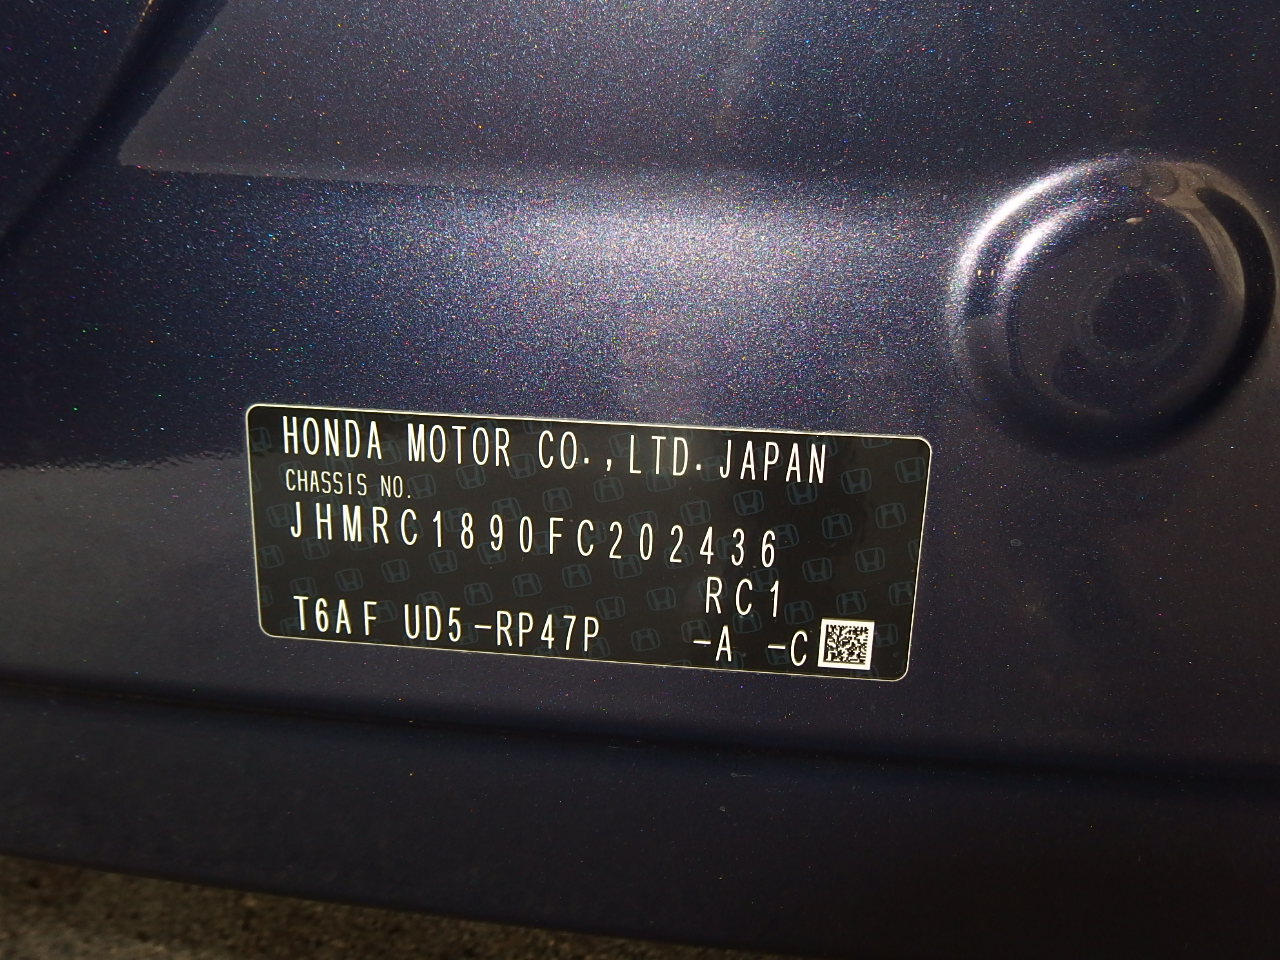 HONDA MOTOR CO.,LTD.JAPAN
CHASSIS NO.
JHMRC1890FC202436
RC1
T6AF UD5-RP47P -A -C